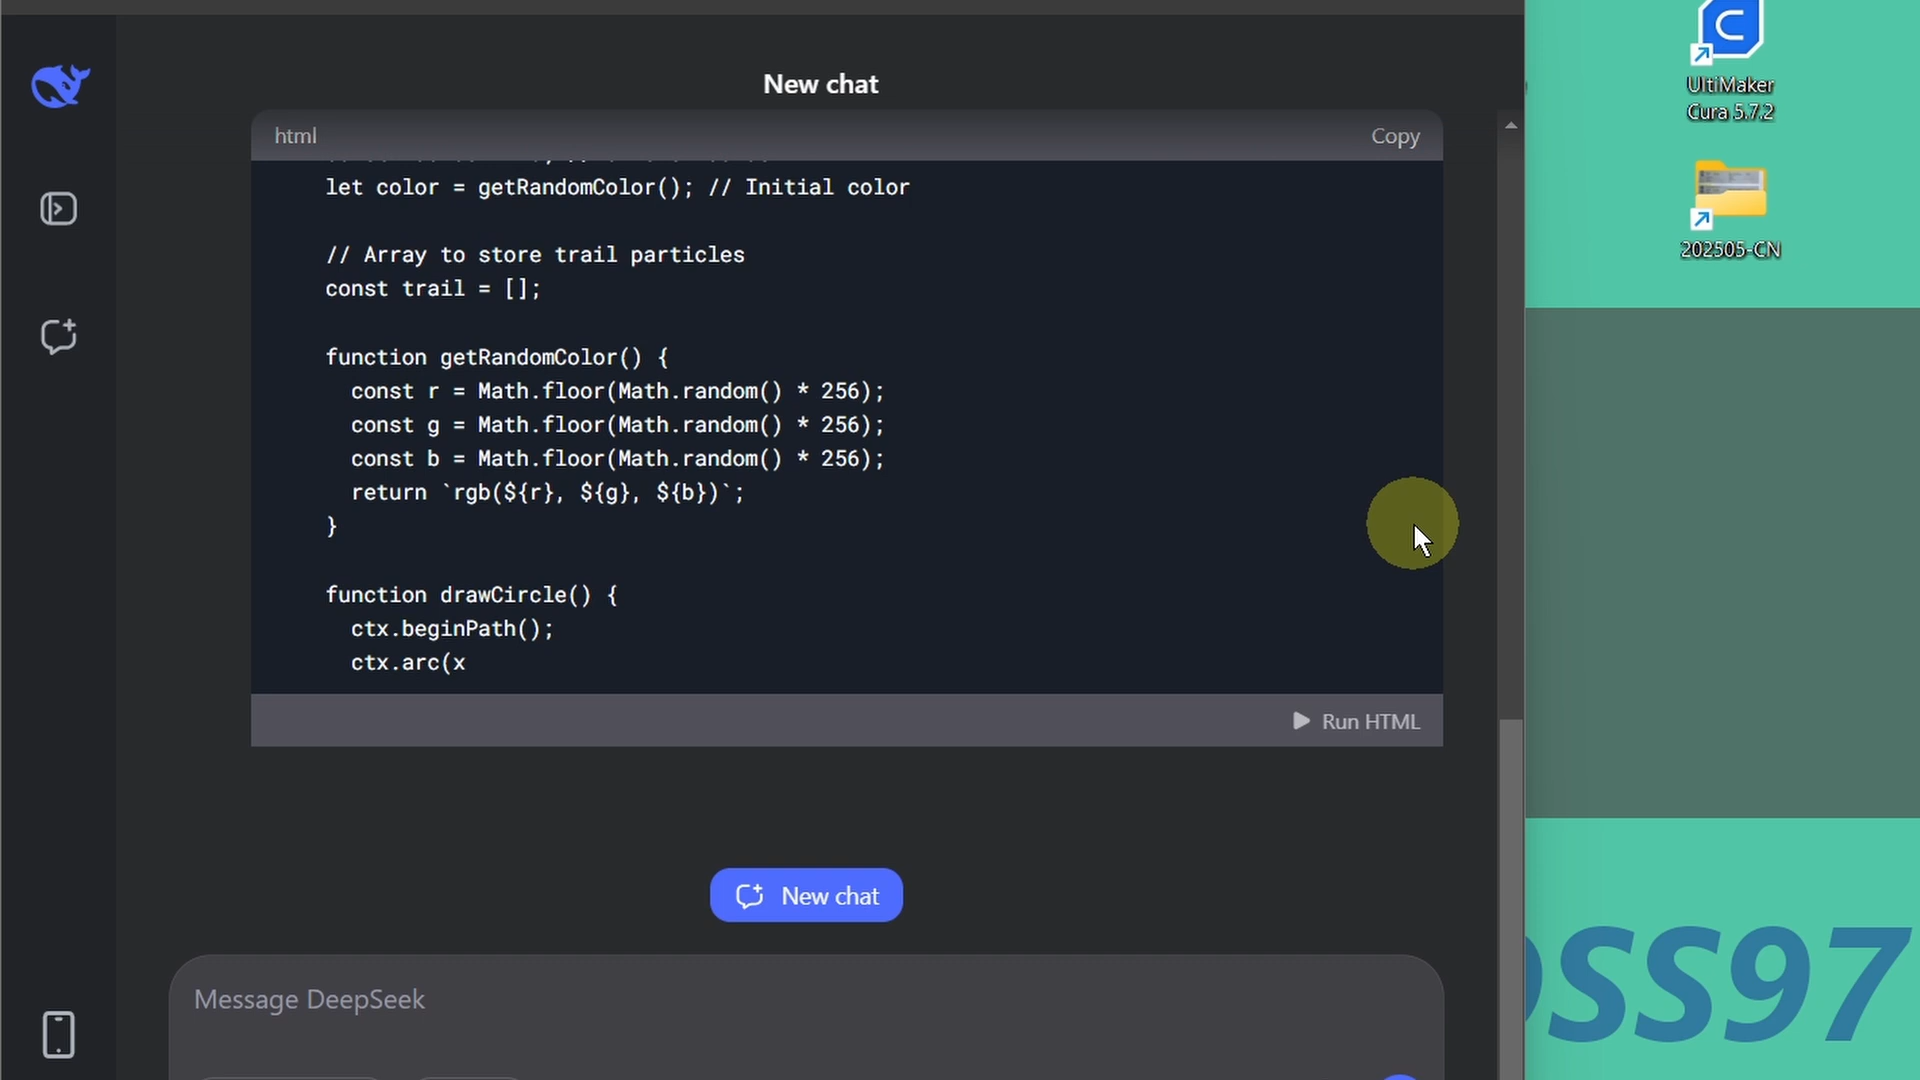 New chat
html
Copy
let color = getRandomColor(); // Initial color
// Array to store trail particles
const trail = [];
function getRandomColor() {
const r = Math.floor(Math.random() * 256);
const g = Math.floor(Math.random() * 256);
const b = Math.floor(Math.random() * 256);
return `rgb(${r}, ${g}, ${b})`;
}
function drawCircle() {
ctx.beginPath();
ctx.arc(x
Run HTML
New chat
Message DeepSeek
UltiMaker
Cura 5.7.2
202505-CN
SS97